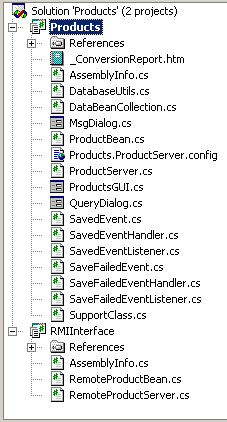 Solution 'Products' (2 projects)
Products
References
_ConversionReport.htm
AssemblyInfo.cs
DatabaseUtils.cs
DataBeanCollection.cs
MsgDialog.cs
ProductBean.cs
Products.ProductServer.config
ProductServer.cs
ProductsGUI.cs
QueryDialog.cs
SavedEvent.cs
SavedEventHandler.cs
SavedEventListener.cs
SaveFailedEvent.cs
SaveFailedEventHandler.cs
SaveFailedEventListener.cs
SupportClass.cs
RMIInterface
References
AssemblyInfo.cs
RemoteProductBean.cs
RemoteProductServer.cs